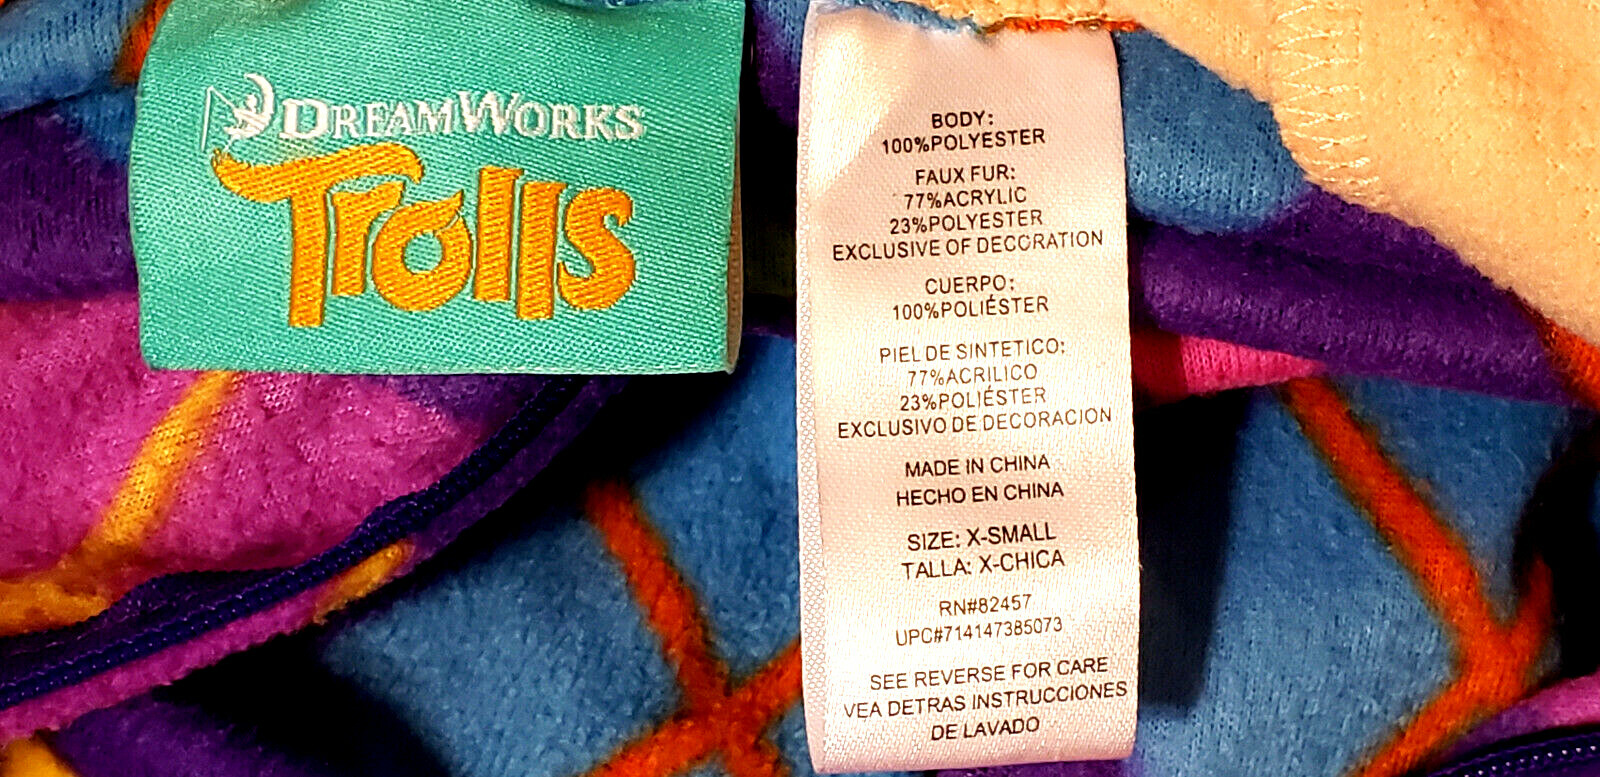 DREAMWORKS
Trolls
BODY:
100%POLYESTER
FAUX FUR:
77%ACRYLIC
23%POLYESTER
EXCLUSIVE OF DECORATION
CUERPO:
100%POLIÉSTER
PIEL DE SINTETICO:
77%ACRILICO
23%POLIÉSTER
EXCLUSIVO DE DECORACION
MADE IN CHINA
HECHO EN CHINA
SIZE: X-SMALL
TALLA: X-CHICA
RN#82457
UPC#714147385073
SEE REVERSE FOR CARE
VEA DETRAS INSTRUCCIONES
DE LAVADO